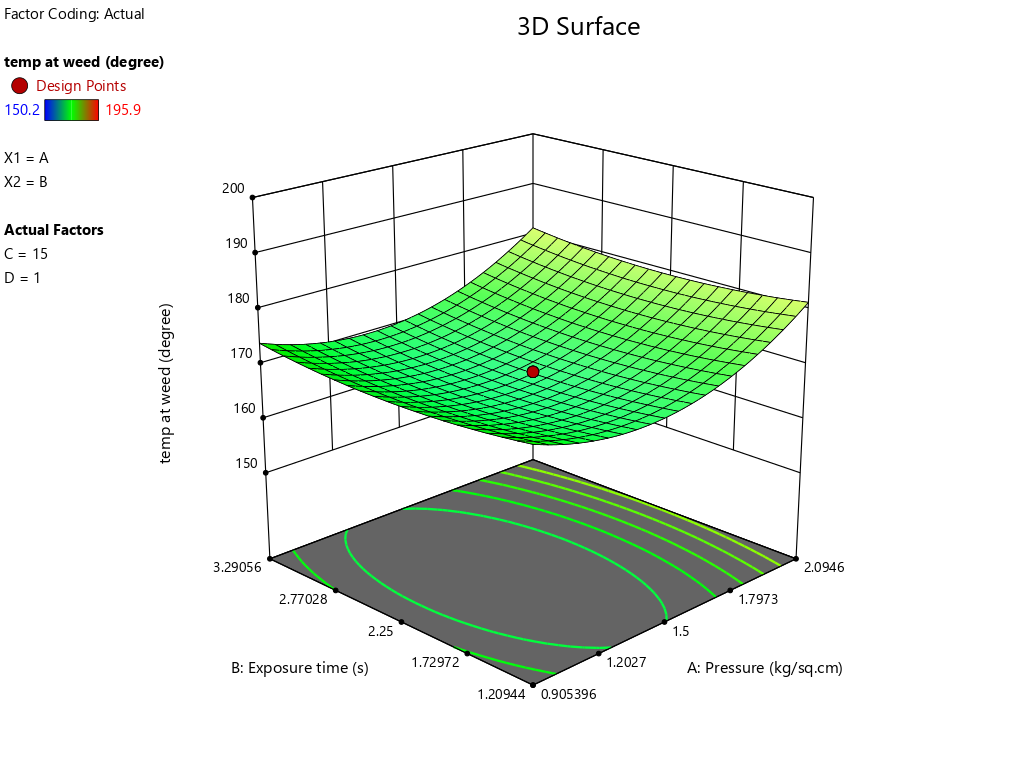 Factor Coding: Actual
3D Surface
temp at weed (degree)
Design Points
150.2 195.9
X1 = A
X2 = B
Actual Factors
C = 15
D = 1
200
190
180
170
160
150
temp at weed (degree)
3.29056
2.77028
2.25
1.72972
1.20944
B: Exposure time (s)
0.905396
1.2027
1.5
1.7973
2.0946
A: Pressure (kg/sq.cm)